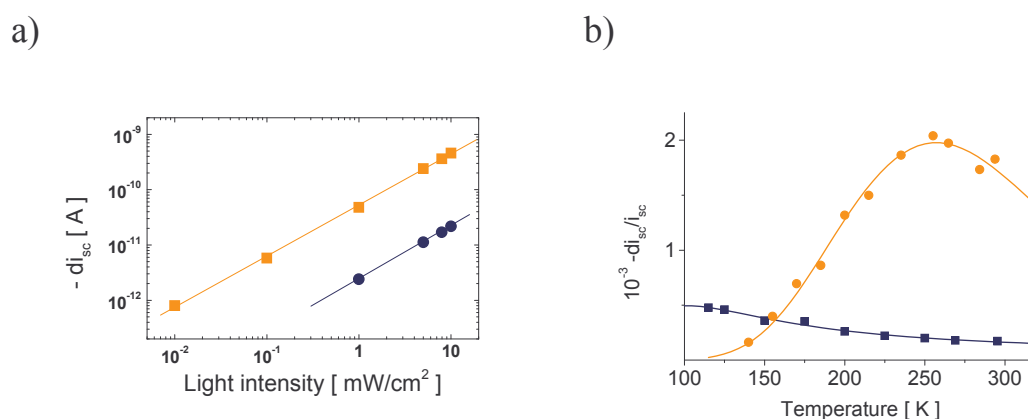 a)
b)
- di_sc [ A ]
10^-9
10^-10
10^-11
10^-12
10^-2
10^-1
1
10
Light intensity [ mW/cm^2 ]
10^-3 -di_sc/i_sc
2
1
100
150
200
250
300
Temperature [ K ]